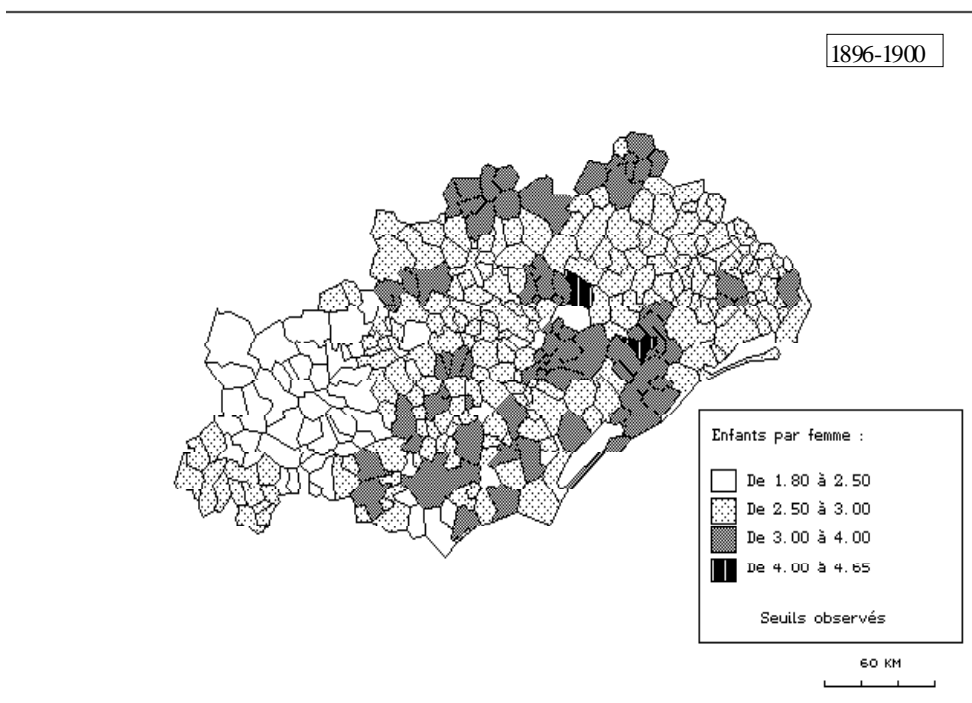 1896-1900
Enfants par femme :
De 1.80 à 2.50
De 2.50 à 3.00
De 3.00 à 4.00
De 4.00 à 4.65
Seuils observés
60 KM